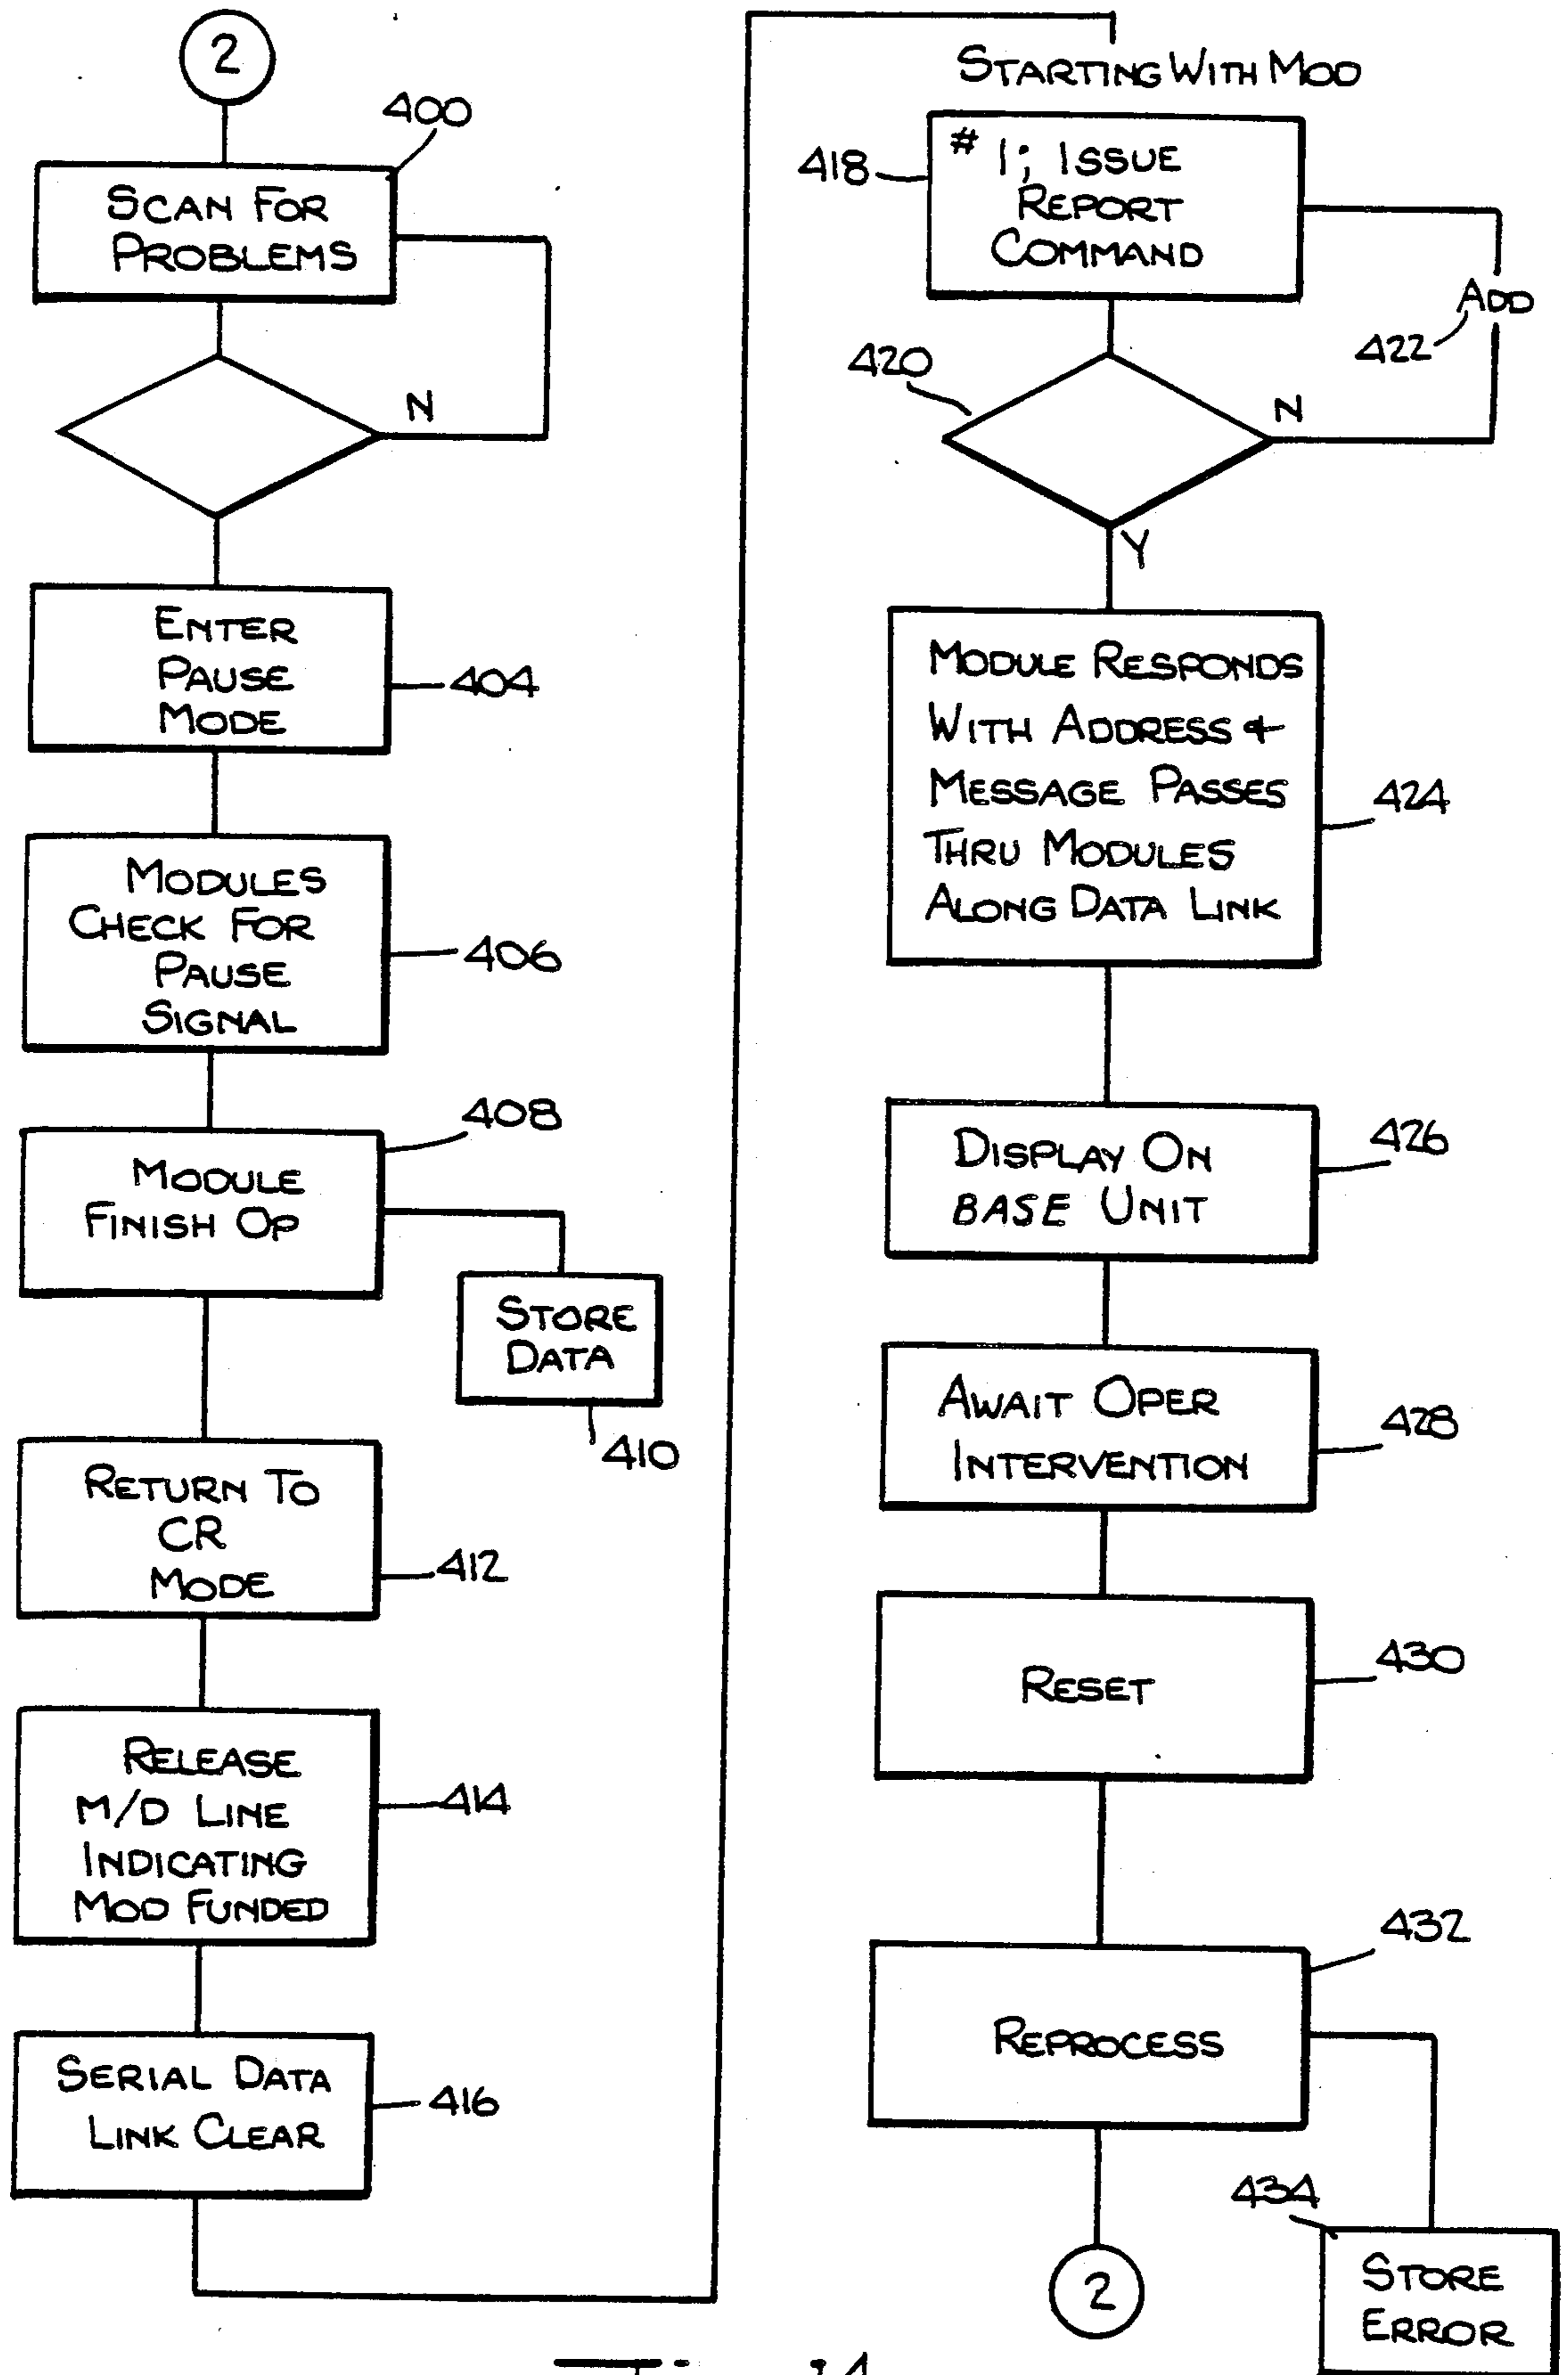 2
400
SCAN FOR
PROBLEMS
N
ENTER
PAUSE
MODE
404
MODULES
CHECK FOR
PAUSE
SIGNAL
406
408
MODULE
FINISH OP
STORE
DATA
410
RETURN TO
CR
MODE
412
RELEASE
M/D LINE
INDICATING
MOD FUNDED
414
SERIAL DATA
LINK CLEAR
416
STARTING WITH MOD
418
# 1; ISSUE
REPORT
COMMAND
ADD
422
420
N
Y
MODULE RESPONDS
WITH ADDRESS &
MESSAGE PASSES
THRU MODULES
ALONG DATA LINK
424
DISPLAY ON
BASE UNIT
426
AWAIT OPER
INTERVENTION
428
RESET
430
432
REPROCESS
2
434
STORE
ERROR